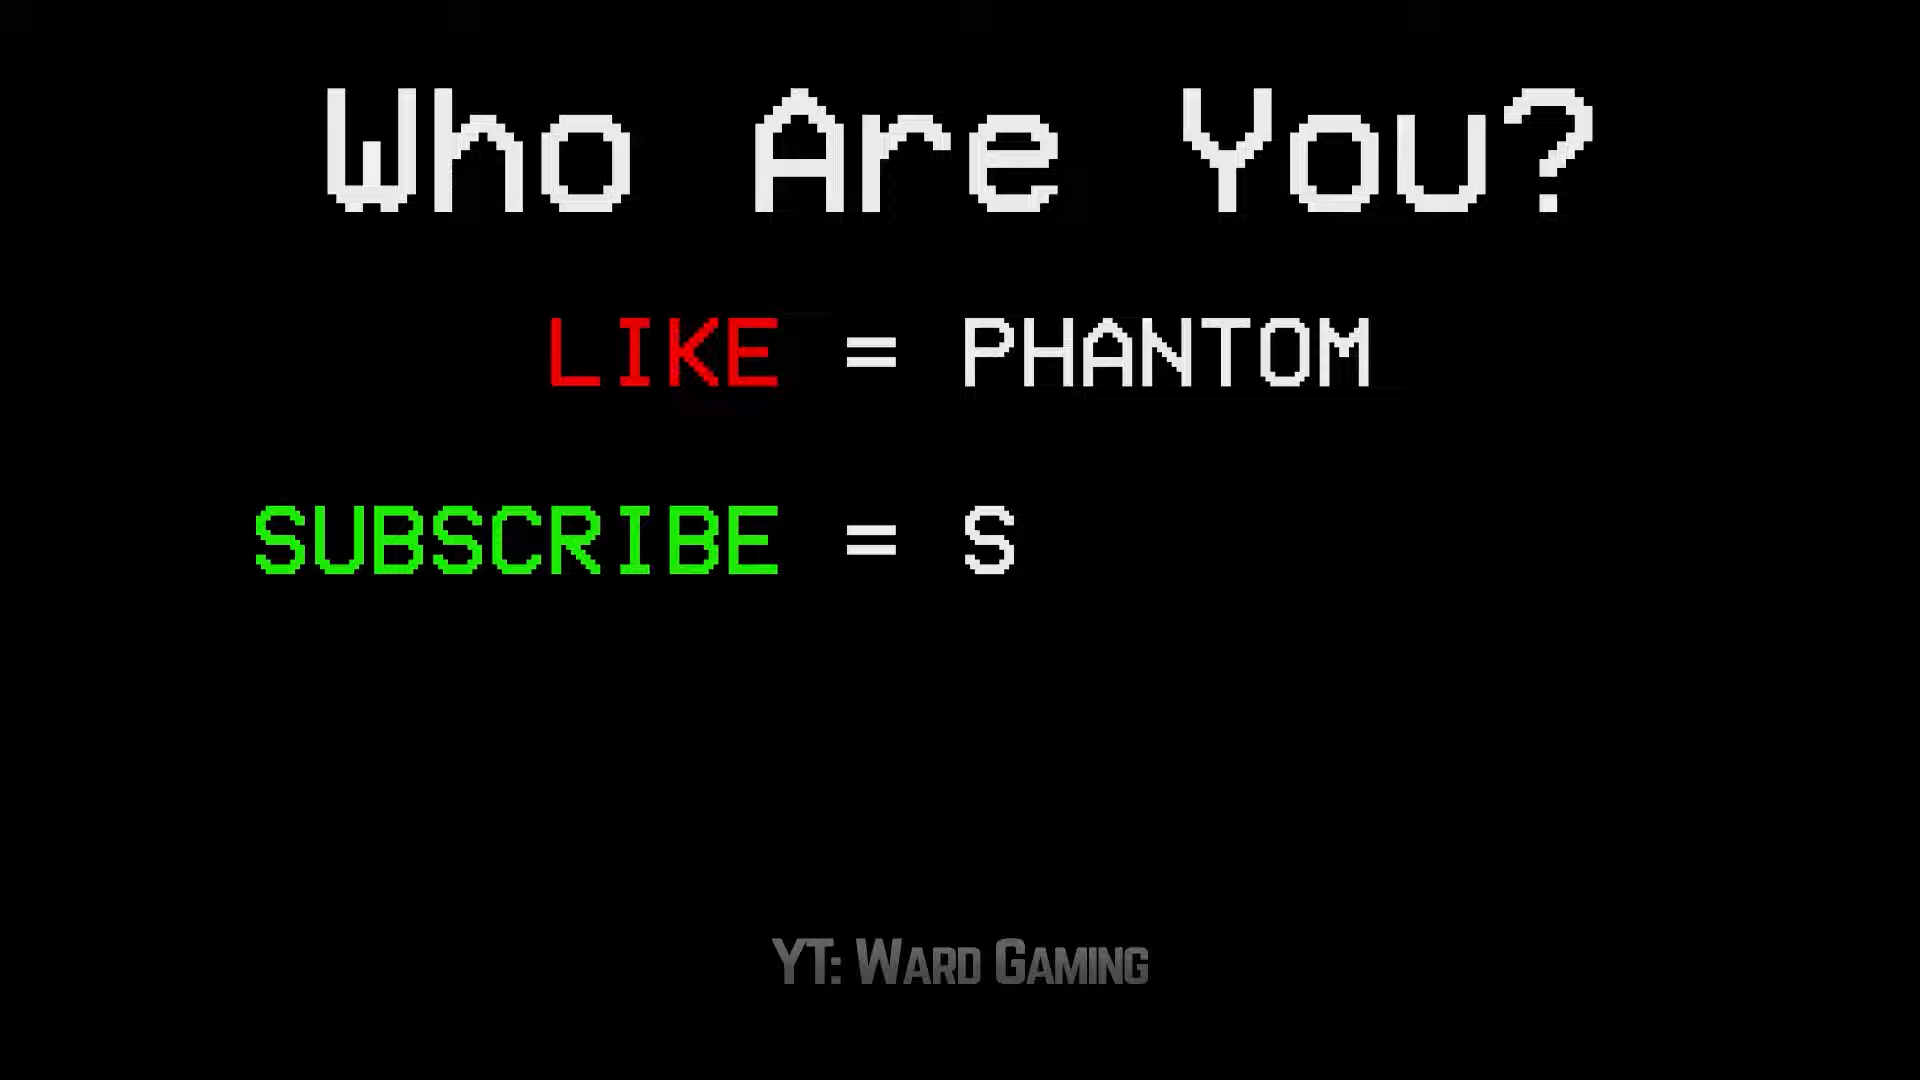 Who Are You?
LIKE = PHANTOM
SUBSCRIBE = S
YT: WARD GAMING